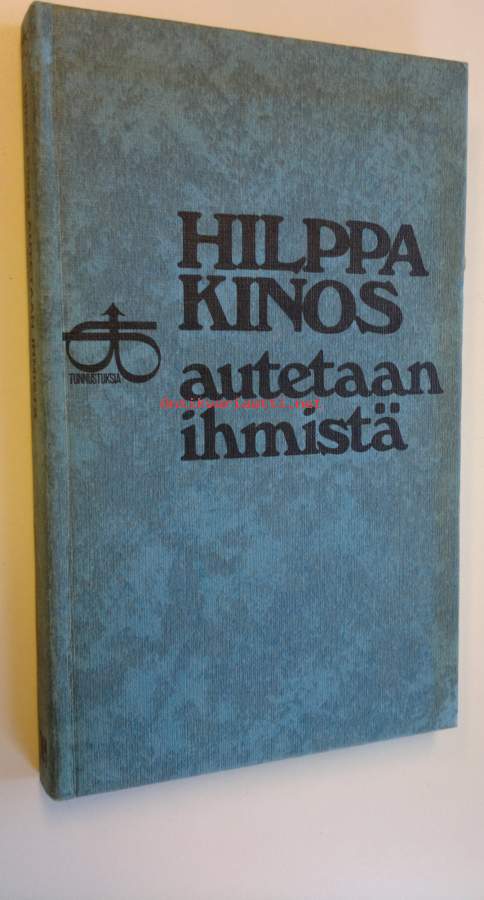 HILPPA
KINOS
autetaan
ihmistä
TUNNUSTUKSIA
antikvariaatti.net